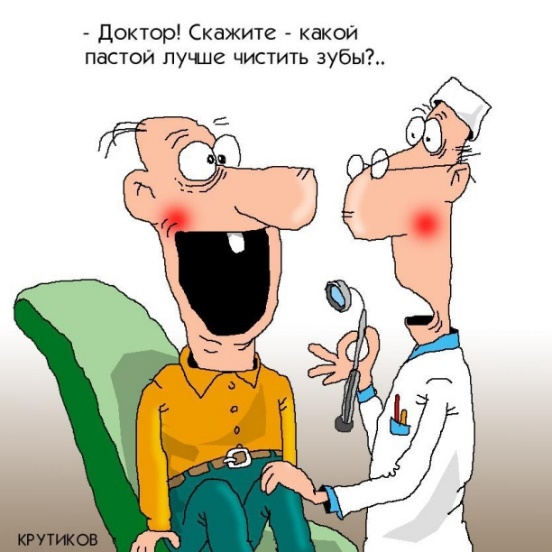 - Доктор! Скажите - какой
пастой лучше чистить зубы?..
КРУТИКОВ